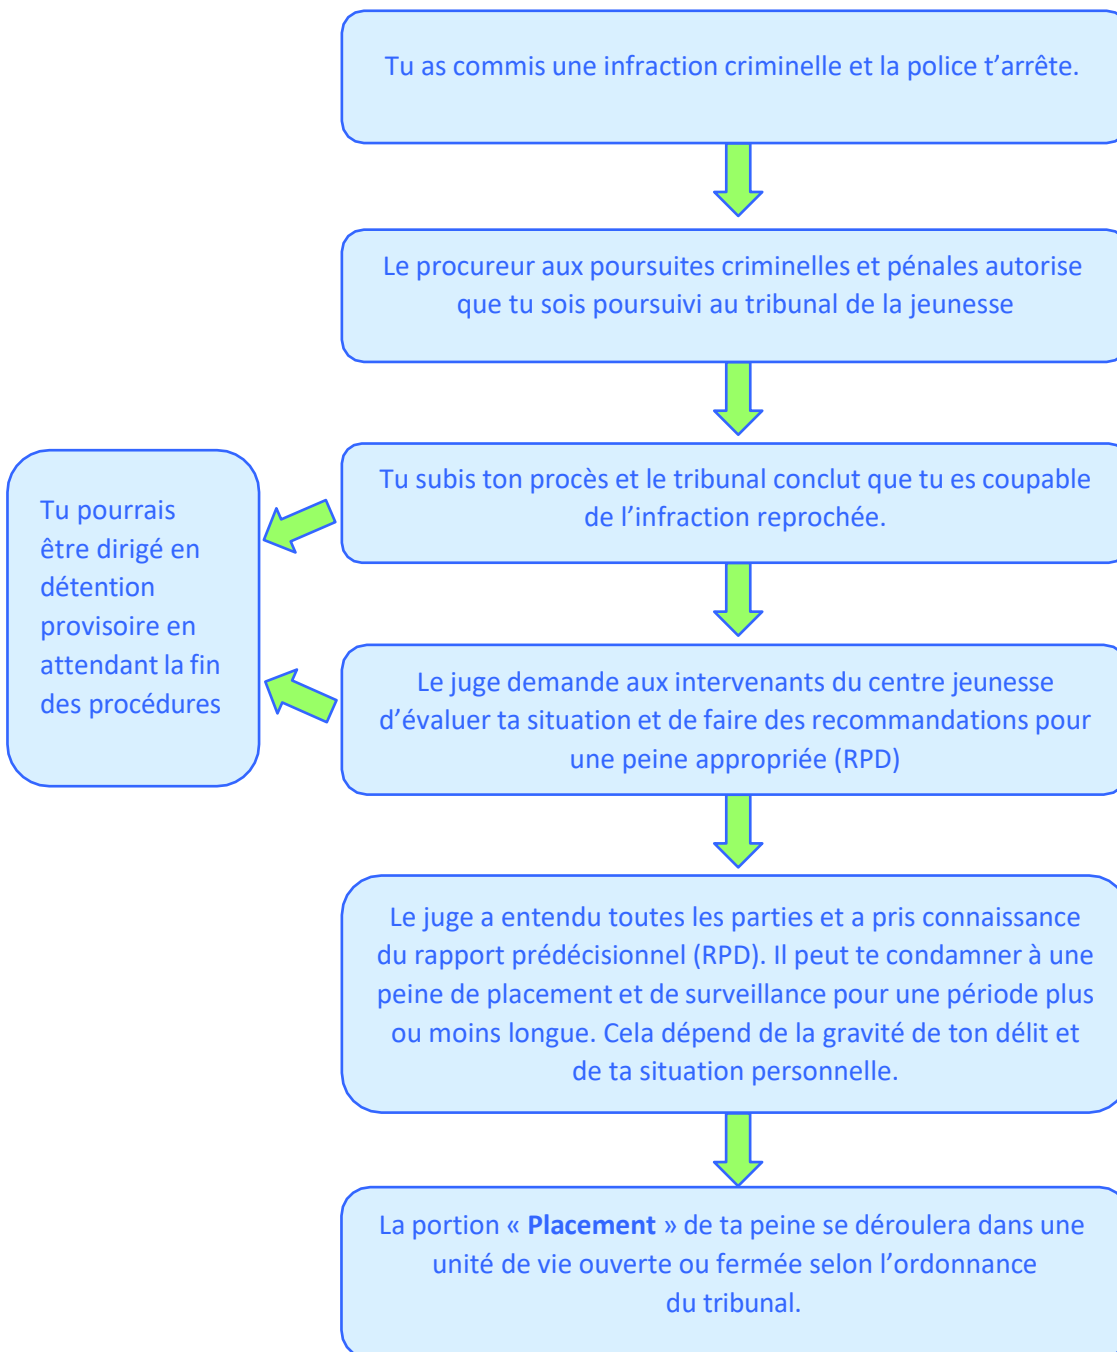 Tu as commis une infraction criminelle et la police t’arrête.
Le procureur aux poursuites criminelles et pénales autorise
que tu sois poursuivi au tribunal de la jeunesse
Tu subis ton procès et le tribunal conclut que tu es coupable
de l’infraction reprochée.
Tu pourrais
être dirigé en
détention
provisoire en
attendant la fin
des procédures
Le juge demande aux intervenants du centre jeunesse
d’évaluer ta situation et de faire des recommandations pour
une peine appropriée (RPD)
Le juge a entendu toutes les parties et a pris connaissance
du rapport prédécisionnel (RPD). Il peut te condamner à une
peine de placement et de surveillance pour une période plus
ou moins longue. Cela dépend de la gravité de ton délit et
de ta situation personnelle.
La portion « Placement » de ta peine se déroulera dans une
unité de vie ouverte ou fermée selon l’ordonnance
du tribunal.